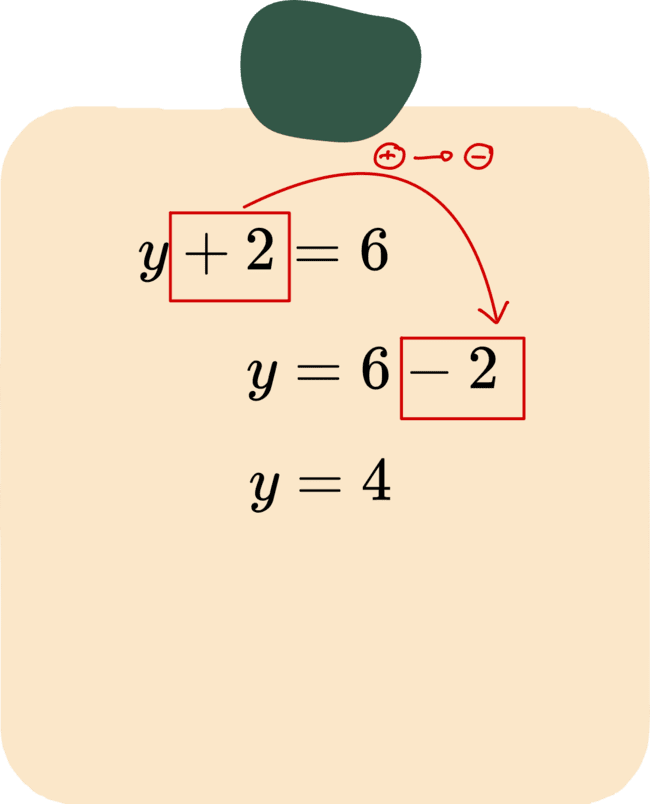 ⊕ → ⊖
y + 2 = 6
y = 6 − 2
y = 4